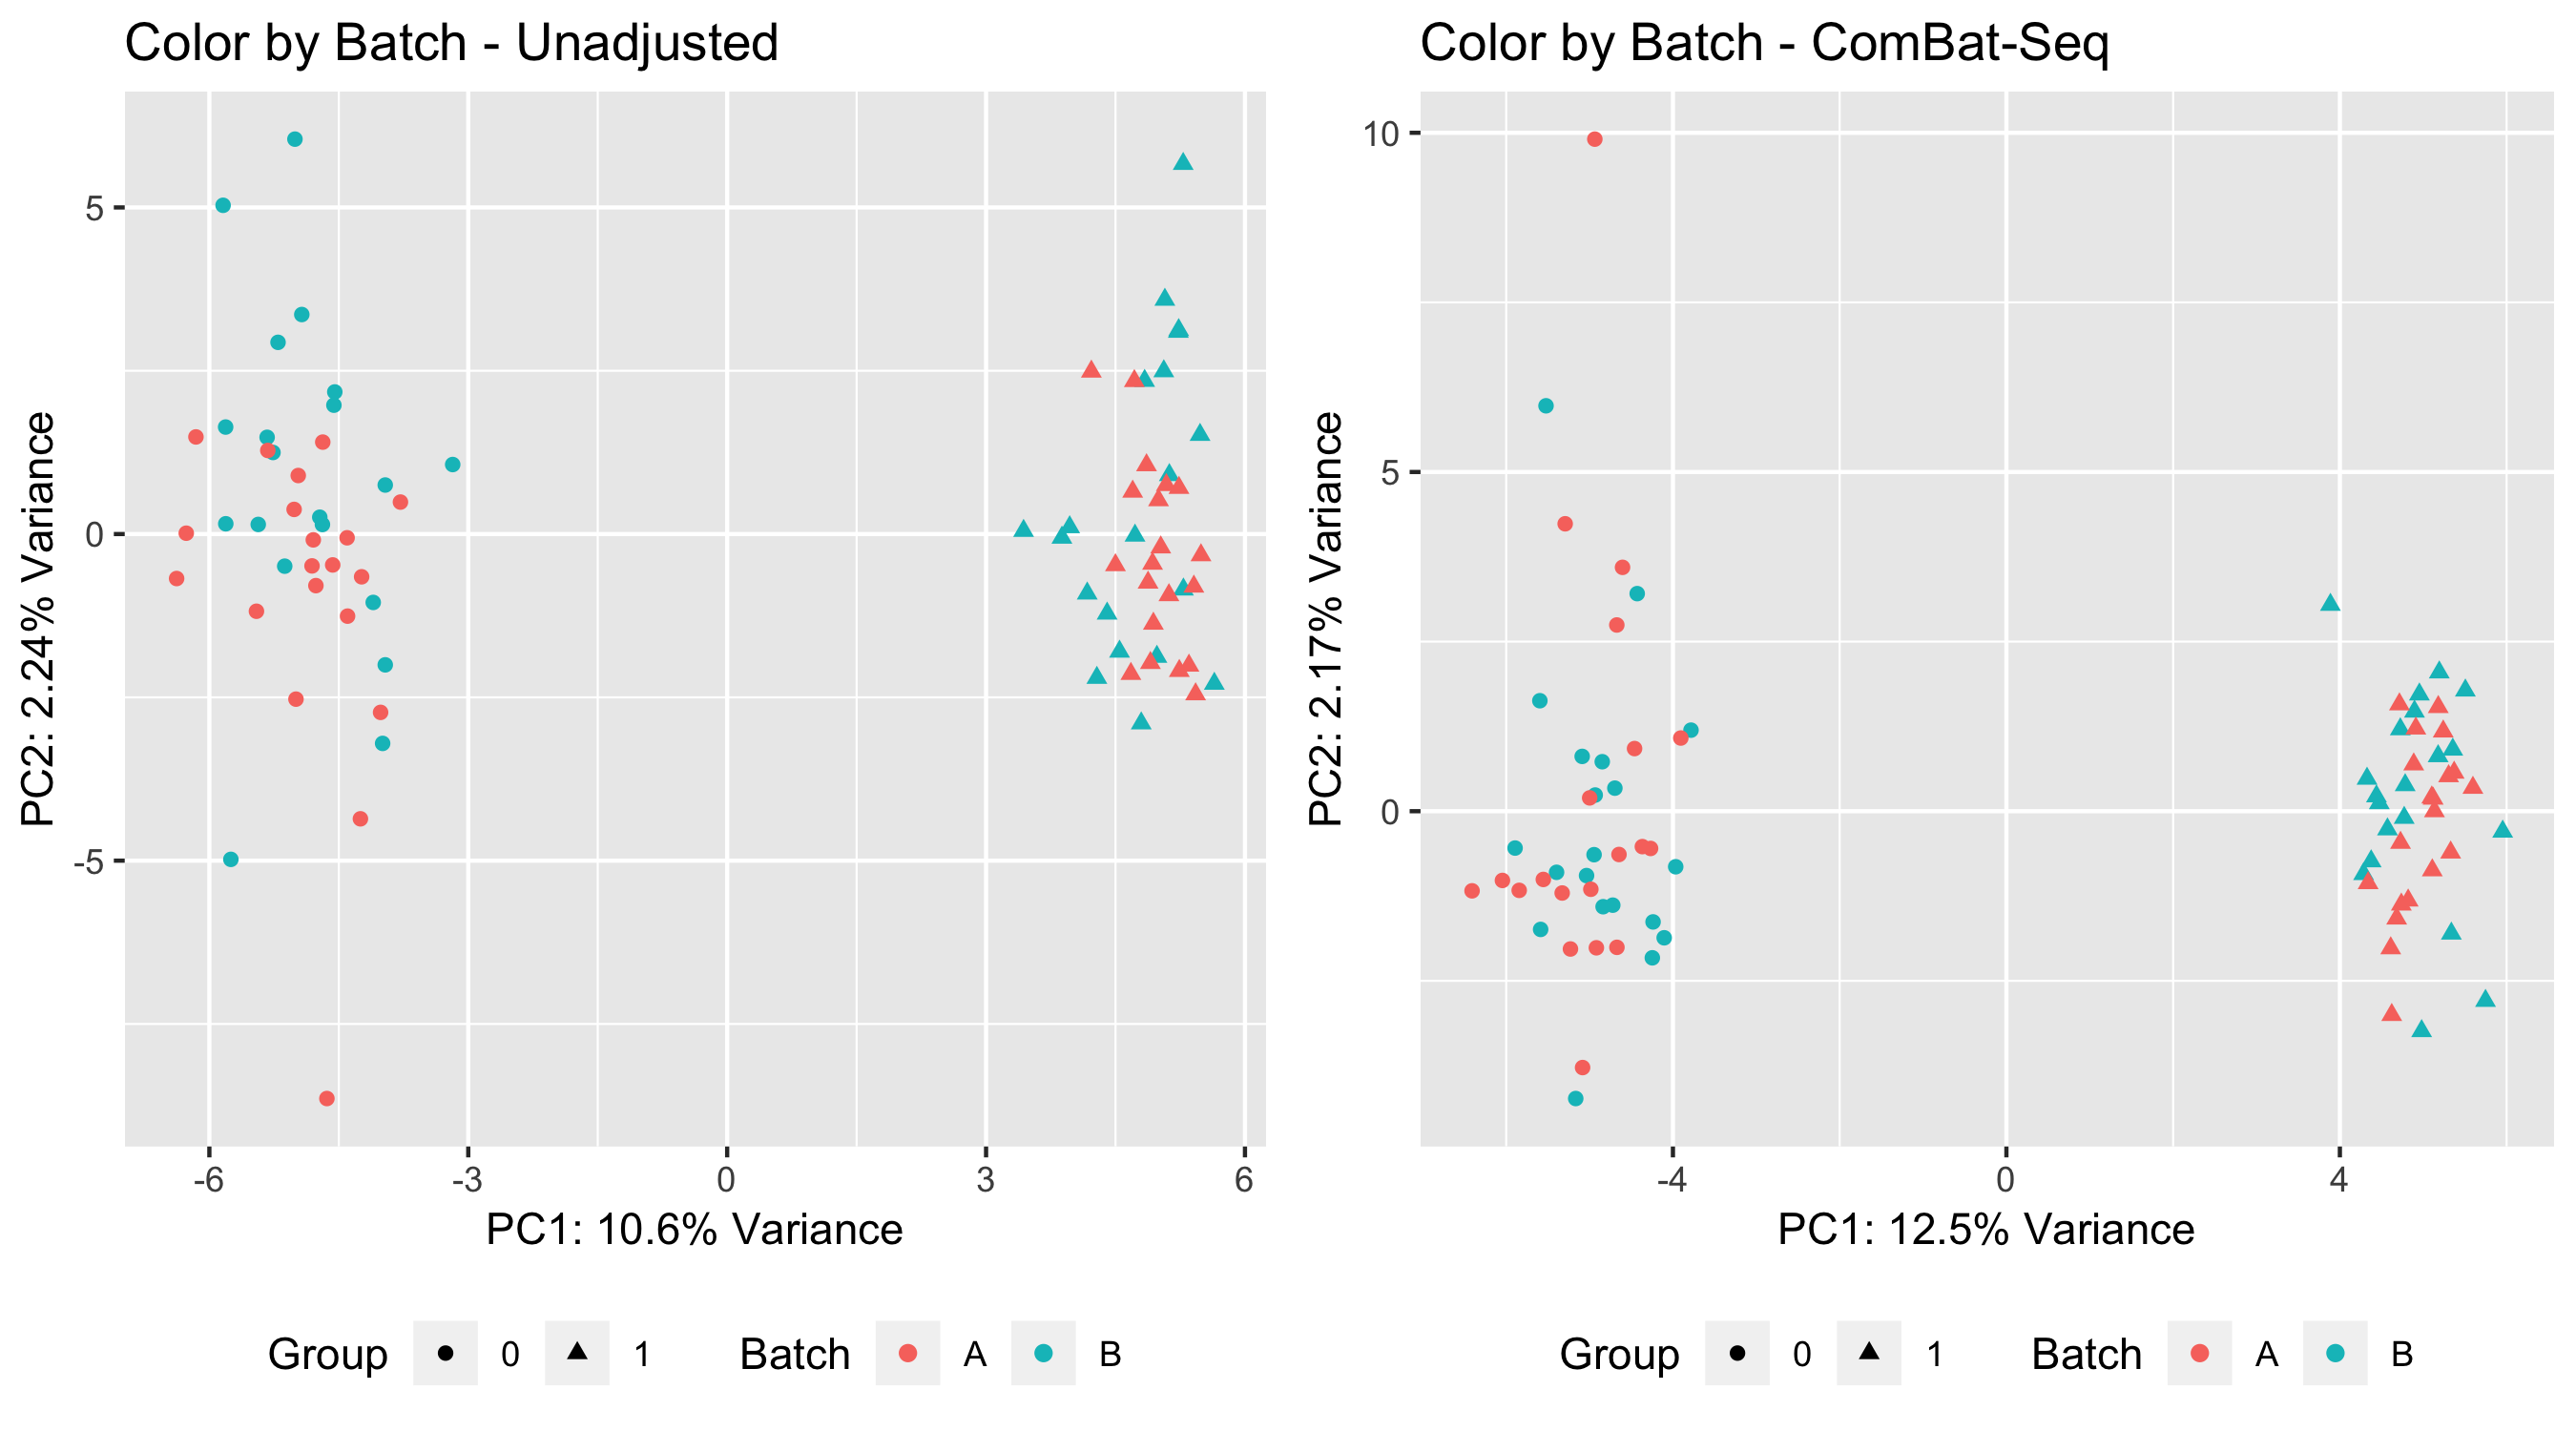 Color by Batch - Unadjusted
5
0
-5
PC2: 2.24% Variance
-6 -3 0 3 6
PC1: 10.6% Variance
Group 0 1 Batch A B
Color by Batch - ComBat-Seq
10
5
0
PC2: 2.17% Variance
-4 0 4
PC1: 12.5% Variance
Group 0 1 Batch A B